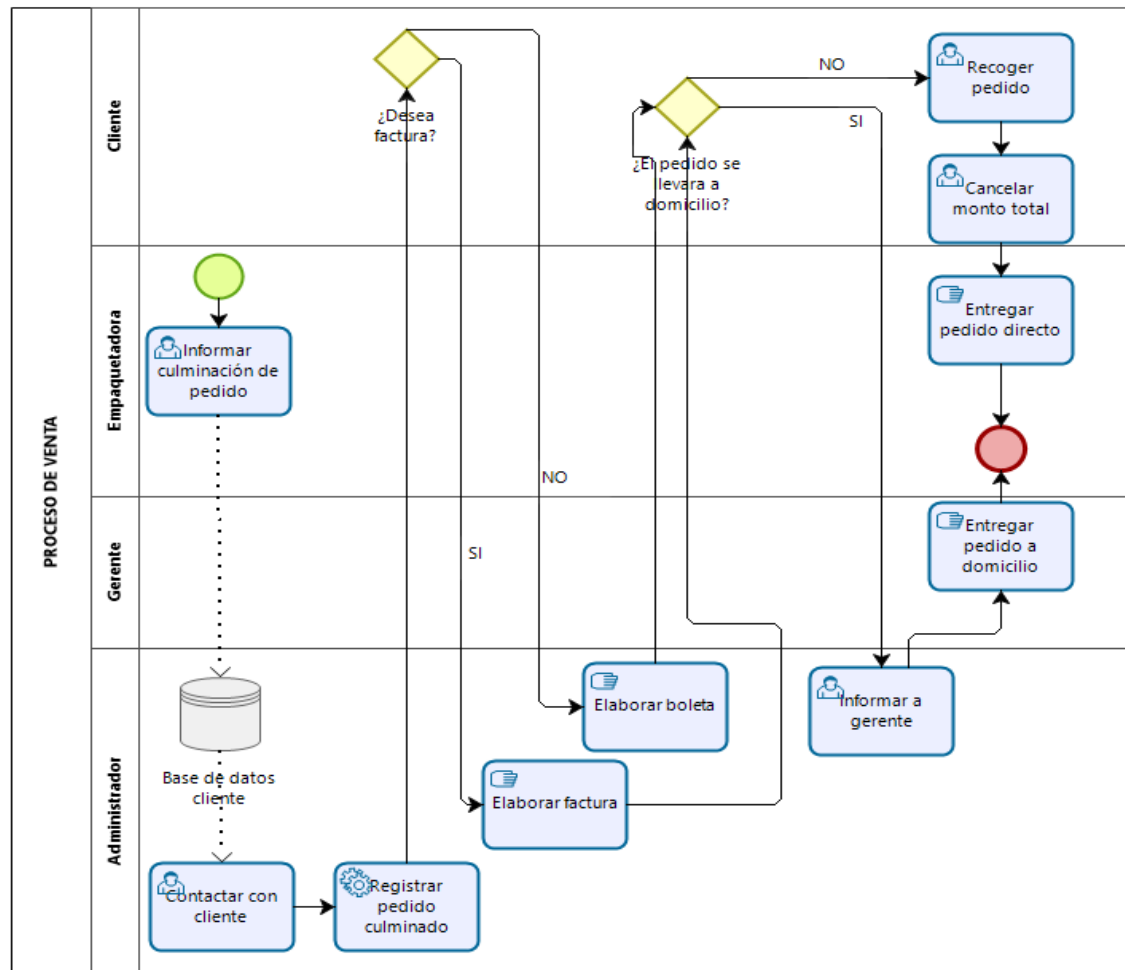 PROCESO DE VENTA
Cliente
¿Desea
factura?
¿El pedido se
llevara a
domicilio?
NO
SI
Recoger
pedido
Cancelar
monto total
Empaquetadora
Informar
culminación de
pedido
Entregar
pedido directo
NO
Gerente
SI
Entregar
pedido a
domicilio
Administrador
Base de datos
cliente
Elaborar boleta
Informar a
gerente
Elaborar factura
Contactar con
cliente
Registrar
pedido
culminado